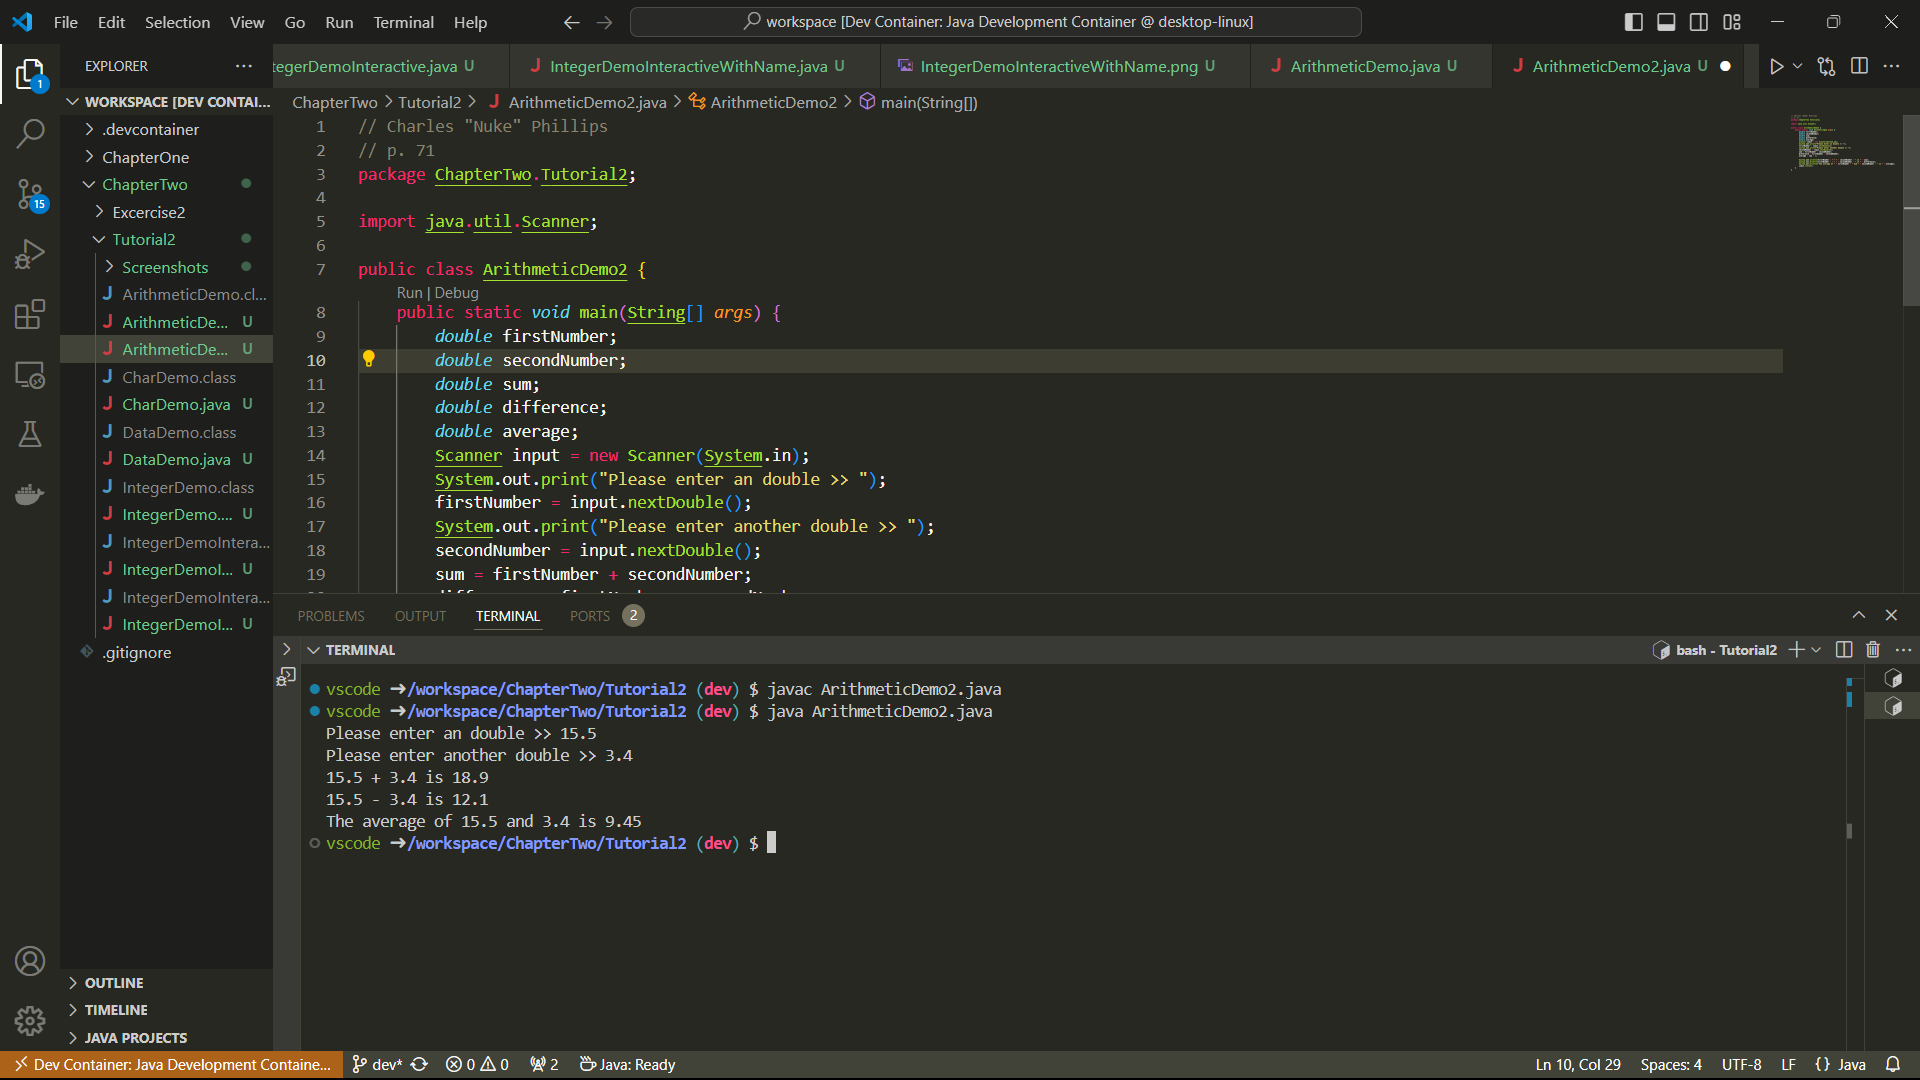 File Edit Selection View Go Run Terminal Help
workspace [Dev Container: Java Development Container @ desktop-linux]
EXPLORER
tegerDemoInteractive.java U
IntegerDemoInteractiveWithName.java U
IntegerDemoInteractiveWithName.png U
ArithmeticDemo.java U
ArithmeticDemo2.java U
WORKSPACE [DEV CONTAI...
.devcontainer
ChapterOne
ChapterTwo
Excercise2
Tutorial2
Screenshots
ArithmeticDemo.cl...
ArithmeticDe... U
ArithmeticDe... U
CharDemo.class
CharDemo.java U
DataDemo.class
DataDemo.java U
IntegerDemo.class
IntegerDemo.... U
IntegerDemoIntera...
IntegerDemoI... U
IntegerDemoIntera...
IntegerDemoI... U
.gitignore
OUTLINE
TIMELINE
JAVA PROJECTS
1
15
ChapterTwo > Tutorial2 > ArithmeticDemo2.java > ArithmeticDemo2 > main(String[])
1 // Charles "Nuke" Phillips
2 // p. 71
3 package ChapterTwo.Tutorial2;
4
5 import java.util.Scanner;
6
7 public class ArithmeticDemo2 {
Run | Debug
8 public static void main(String[] args) {
9 double firstNumber;
10 double secondNumber;
11 double sum;
12 double difference;
13 double average;
14 Scanner input = new Scanner(System.in);
15 System.out.print("Please enter an double >> ");
16 firstNumber = input.nextDouble();
17 System.out.print("Please enter another double >> ");
18 secondNumber = input.nextDouble();
19 sum = firstNumber + secondNumber;
PROBLEMS OUTPUT TERMINAL PORTS 2
TERMINAL
bash - Tutorial2
vscode ➜/workspace/ChapterTwo/Tutorial2 (dev) $ javac ArithmeticDemo2.java
vscode ➜/workspace/ChapterTwo/Tutorial2 (dev) $ java ArithmeticDemo2.java
Please enter an double >> 15.5
Please enter another double >> 3.4
15.5 + 3.4 is 18.9
15.5 - 3.4 is 12.1
The average of 15.5 and 3.4 is 9.45
vscode ➜/workspace/ChapterTwo/Tutorial2 (dev) $
Dev Container: Java Development Containe... dev* 0 0 2 Java: Ready
Ln 10, Col 29 Spaces: 4 UTF-8 LF {} Java